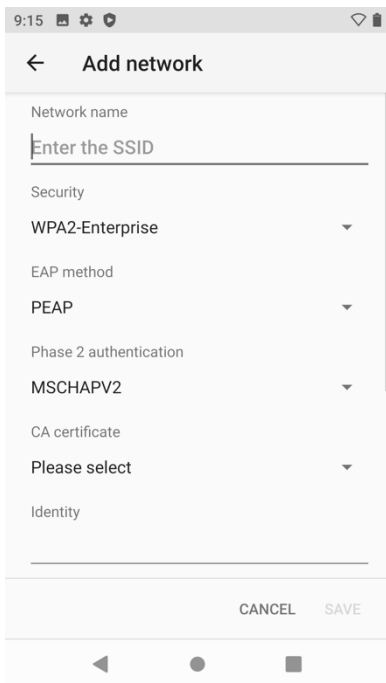 9:15
Add network
Network name
Enter the SSID
Security
WPA2-Enterprise
EAP method
PEAP
Phase 2 authentication
MSCHAPV2
CA certificate
Please select
Identity
CANCEL SAVE